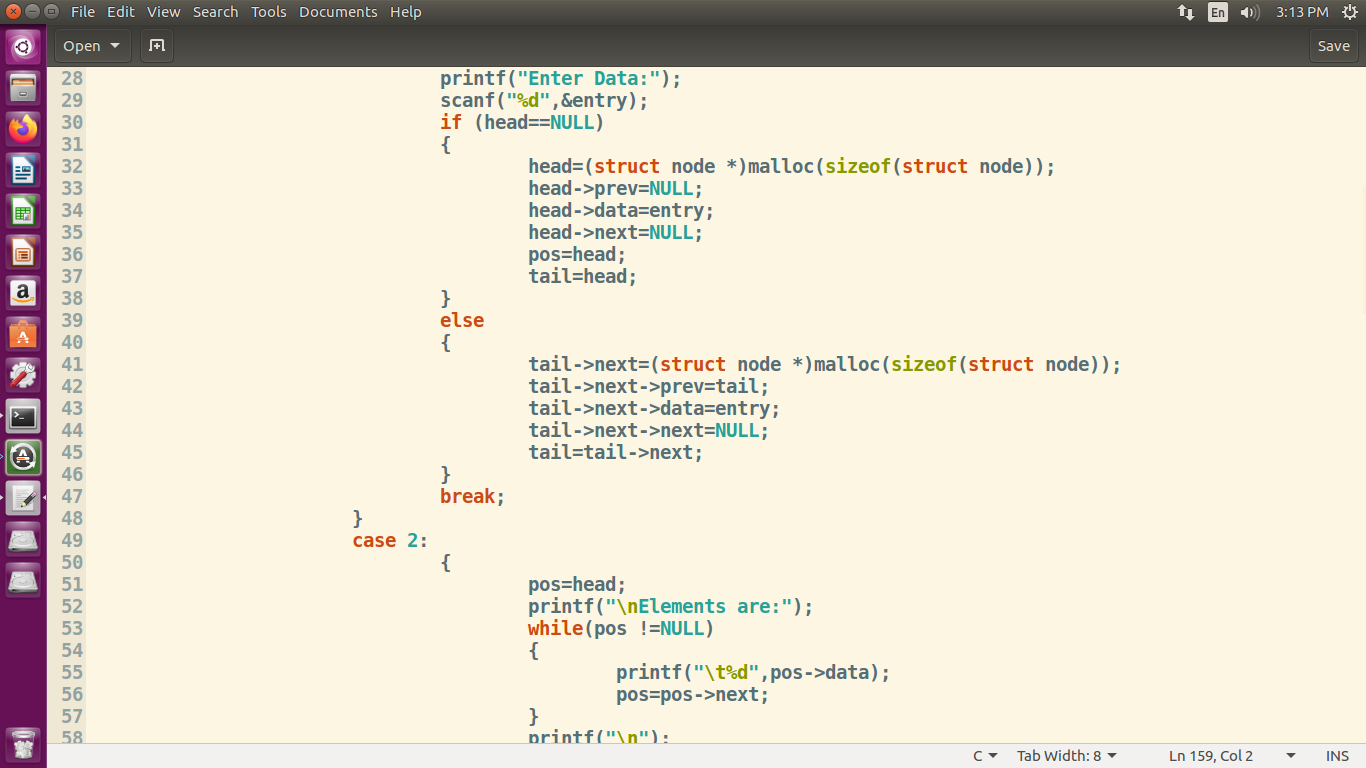 File Edit View Search Tools Documents Help
En 3:13 PM
Open Save
28 printf("Enter Data:");
29 scanf("%d",&entry);
30 if (head==NULL)
31 {
32 head=(struct node *)malloc(sizeof(struct node));
33 head->prev=NULL;
34 head->data=entry;
35 head->next=NULL;
36 pos=head;
37 tail=head;
38 }
39 else
40 {
41 tail->next=(struct node *)malloc(sizeof(struct node));
42 tail->next->prev=tail;
43 tail->next->data=entry;
44 tail->next->next=NULL;
45 tail=tail->next;
46 }
47 break;
48 }
49 case 2:
50 {
51 pos=head;
52 printf("\nElements are:");
53 while(pos !=NULL)
54 {
55 printf("\t%d",pos->data);
56 pos=pos->next;
57 }
58 printf("\n");
C Tab Width: 8 Ln 159, Col 2 INS